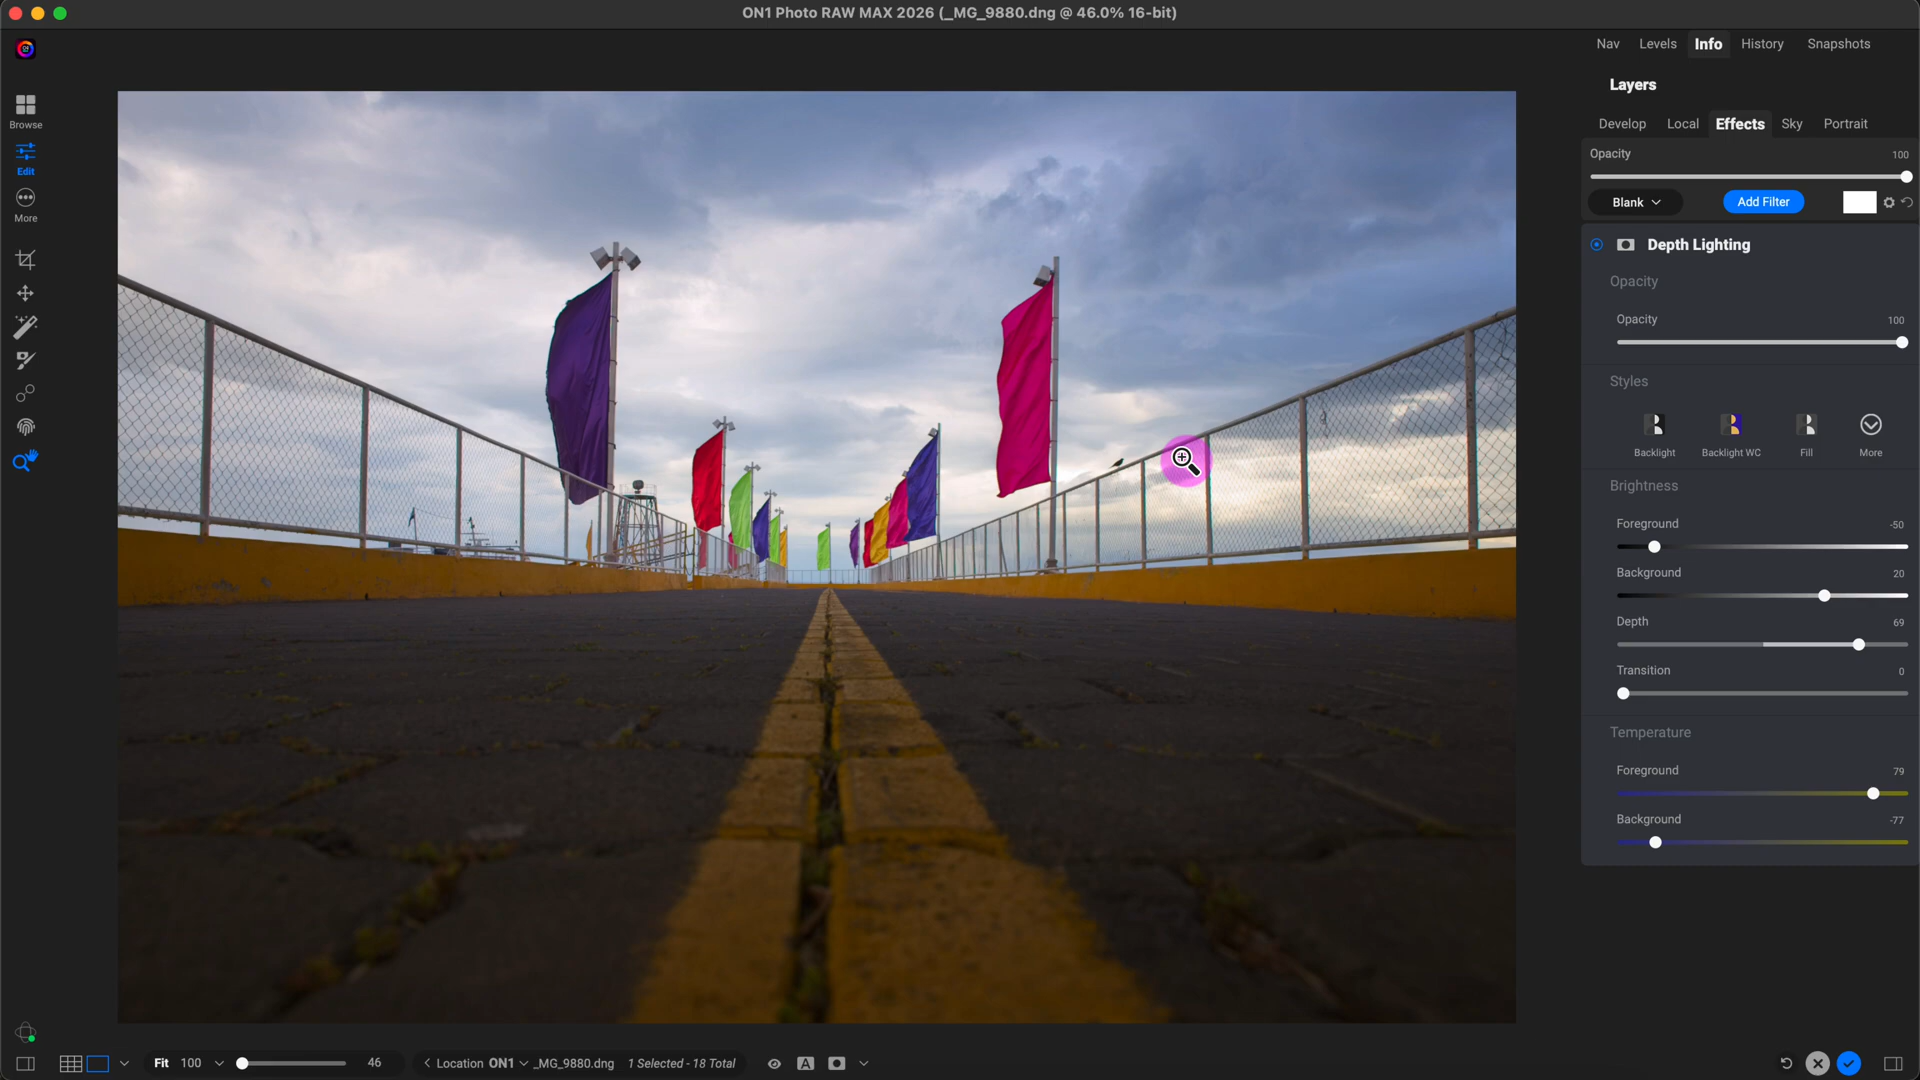 ON1 Photo RAW MAX 2026 (_MG_9880.dng @ 46.0% 16-bit)
Nav Levels Info History Snapshots
Layers
Browse
Develop Local Effects Sky Portrait
Opacity 100
Edit
Blank Add Filter
More
Depth Lighting
Opacity
Opacity 100
Styles
Backlight Backlight WC Fill More
Brightness
Foreground -50
Background 20
Depth 69
Transition 0
Temperature
Foreground 79
Background -77
Fit 100 46 Location ON1 _MG_9880.dng 1 Selected - 18 Total A